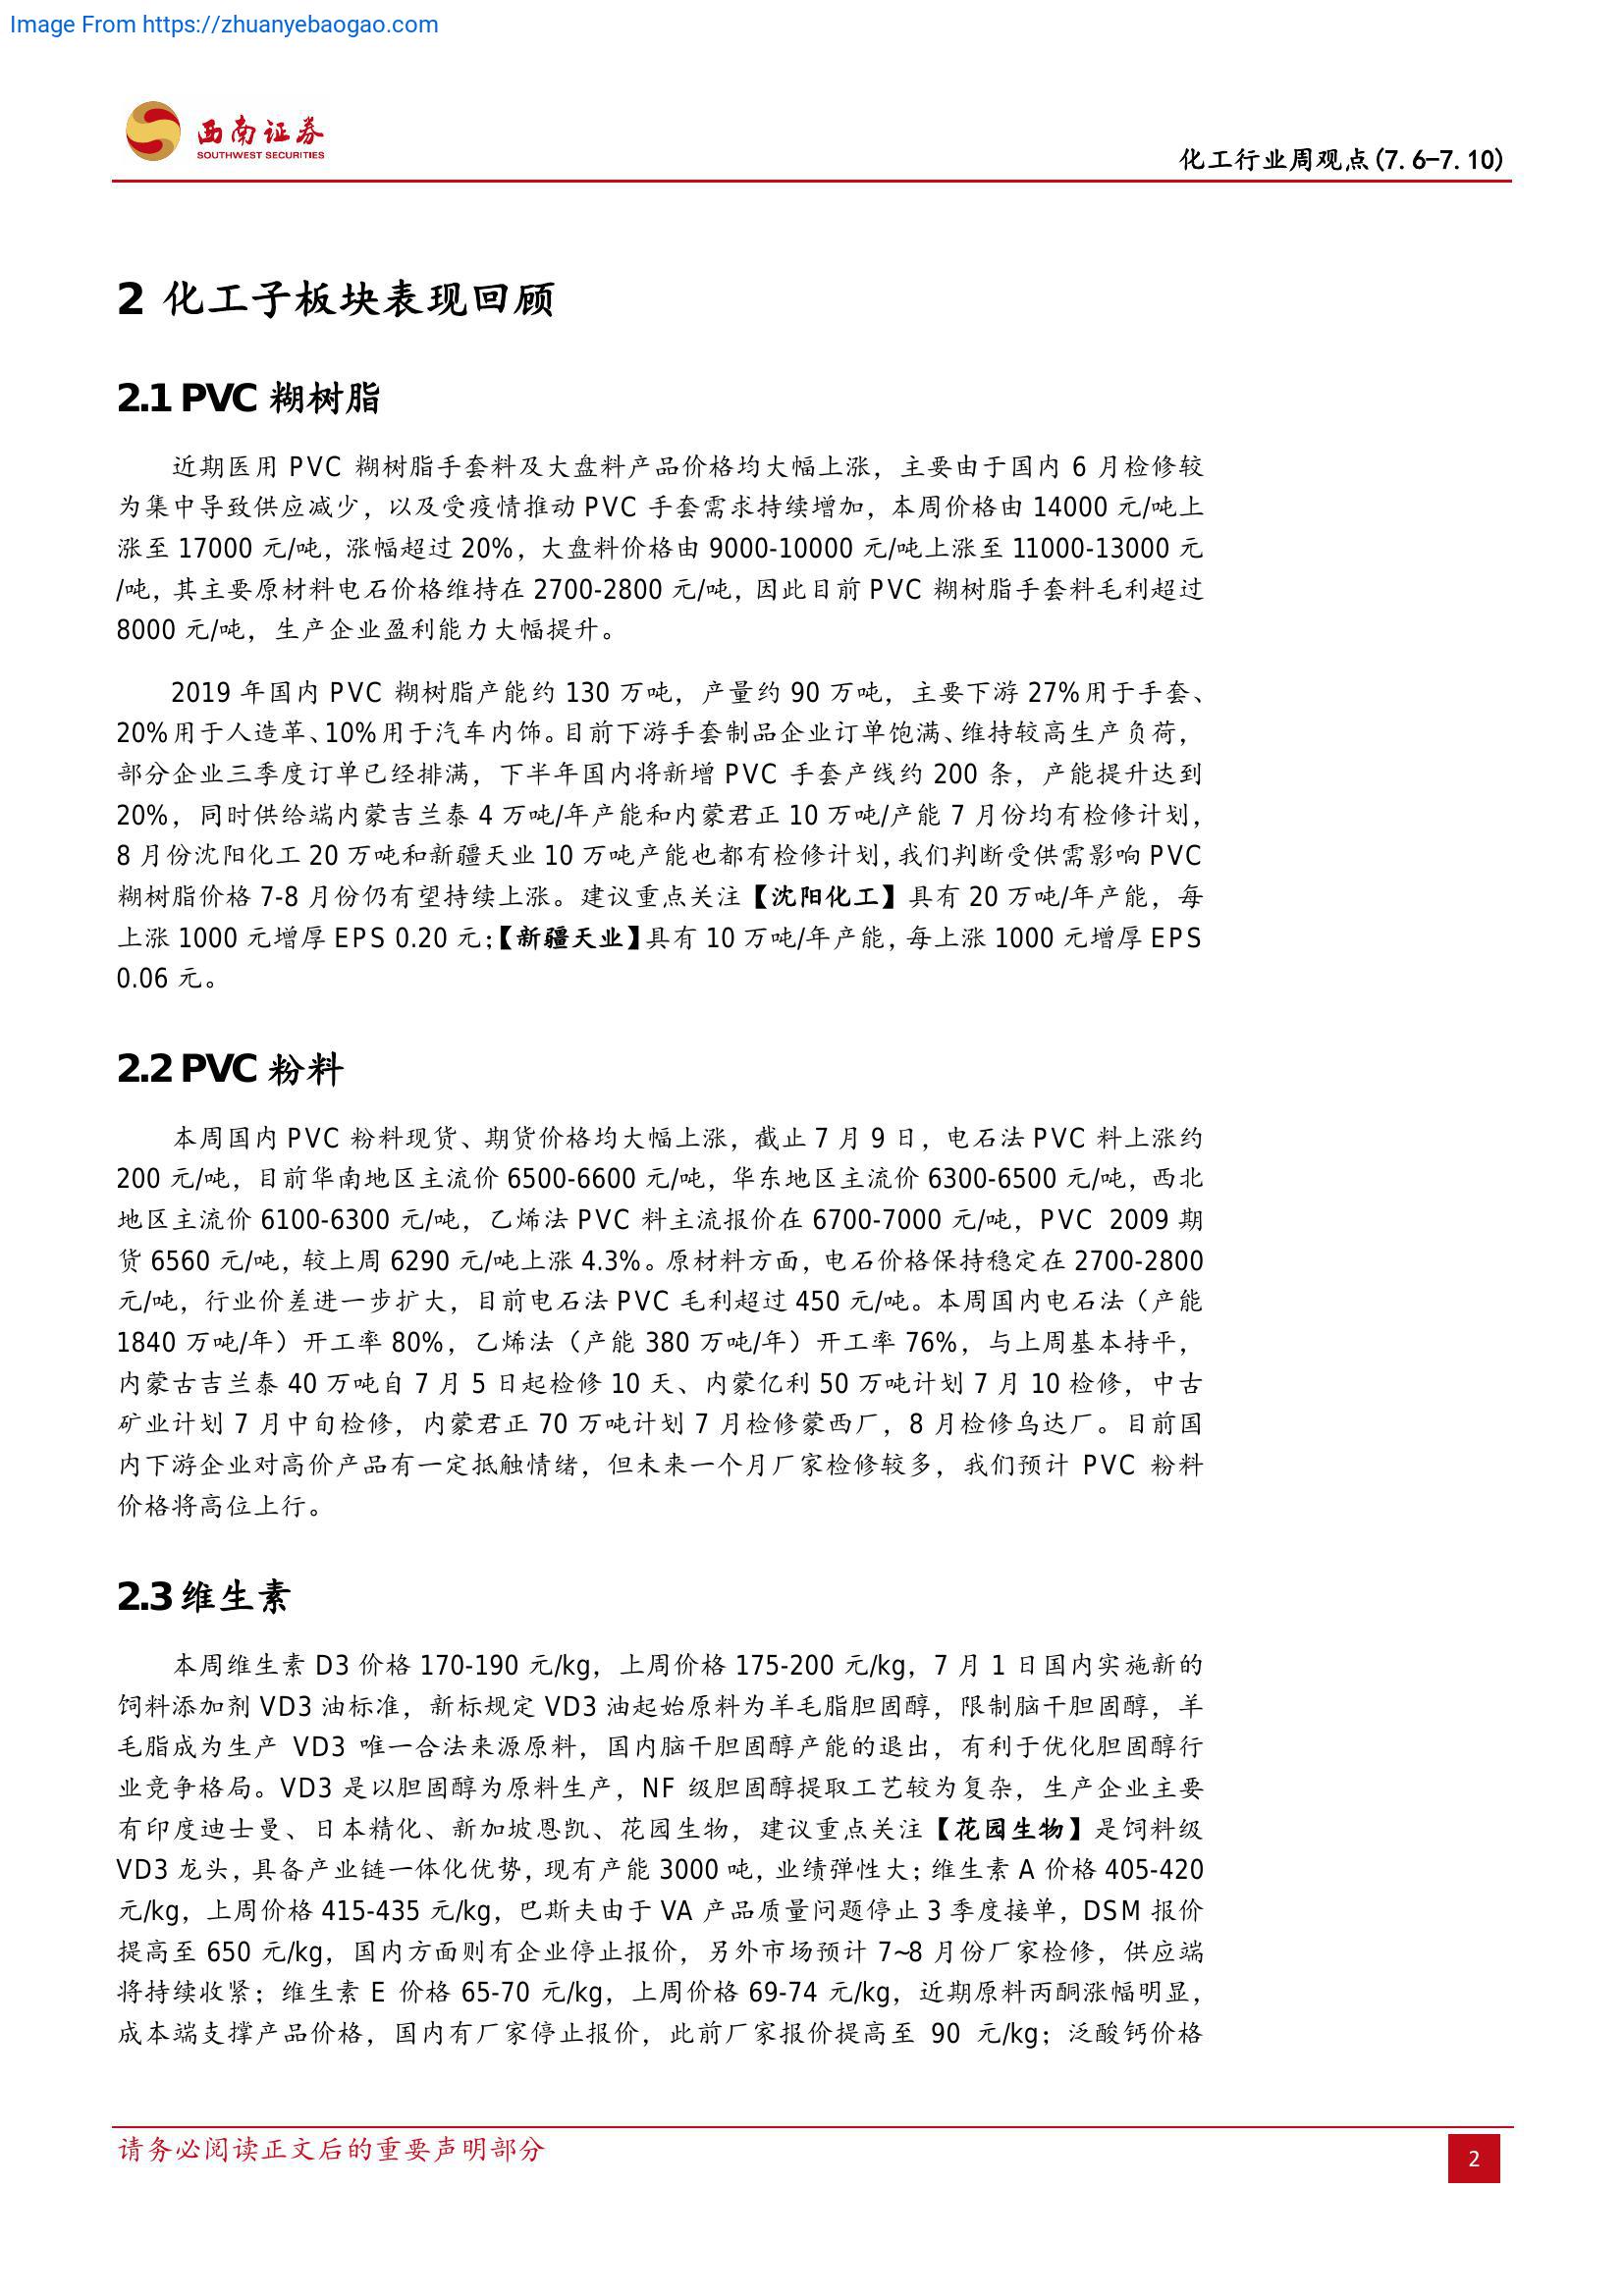 Image From https://zhuanyebaogao.com
西南证券
SOUTHWEST SECURITIES
化工行业周观点(7.6-7.10)
2 化工子板块表现回顾
2.1 PVC 糊树脂
近期医用 PVC 糊树脂手套料及大盘料产品价格均大幅上涨，主要由于国内 6 月检修较
为集中导致供应减少，以及受疫情推动 PVC 手套需求持续增加，本周价格由 14000 元/吨上
涨至 17000 元/吨，涨幅超过 20%，大盘料价格由 9000-10000 元/吨上涨至 11000-13000 元
/吨，其主要原材料电石价格维持在 2700-2800 元/吨，因此目前 PVC 糊树脂手套料毛利超过
8000 元/吨，生产企业盈利能力大幅提升。
2019 年国内 PVC 糊树脂产能约 130 万吨，产量约 90 万吨，主要下游 27%用于手套、
20%用于人造革、10%用于汽车内饰。目前下游手套制品企业订单饱满、维持较高生产负荷，
部分企业三季度订单已经排满，下半年国内将新增 PVC 手套产线约 200 条，产能提升达到
20%，同时供给端内蒙吉兰泰 4 万吨/年产能和内蒙君正 10 万吨/产能 7 月份均有检修计划，
8 月份沈阳化工 20 万吨和新疆天业 10 万吨产能也都有检修计划，我们判断受供需影响 PVC
糊树脂价格 7-8 月份仍有望持续上涨。建议重点关注【沈阳化工】具有 20 万吨/年产能，每
上涨 1000 元增厚 EPS 0.20 元；【新疆天业】具有 10 万吨/年产能，每上涨 1000 元增厚 EPS
0.06 元。
2.2 PVC 粉料
本周国内 PVC 粉料现货、期货价格均大幅上涨，截止 7 月 9 日，电石法 PVC 料上涨约
200 元/吨，目前华南地区主流价 6500-6600 元/吨，华东地区主流价 6300-6500 元/吨，西北
地区主流价 6100-6300 元/吨，乙烯法 PVC 料主流报价在 6700-7000 元/吨，PVC 2009 期
货 6560 元/吨，较上周 6290 元/吨上涨 4.3%。原材料方面，电石价格保持稳定在 2700-2800
元/吨，行业价差进一步扩大，目前电石法 PVC 毛利超过 450 元/吨。本周国内电石法（产能
1840 万吨/年）开工率 80%，乙烯法（产能 380 万吨/年）开工率 76%，与上周基本持平，
内蒙古吉兰泰 40 万吨自 7 月 5 日起检修 10 天、内蒙亿利 50 万吨计划 7 月 10 检修，中古
矿业计划 7 月中旬检修，内蒙君正 70 万吨计划 7 月检修蒙西厂，8 月检修乌达厂。目前国
内下游企业对高价产品有一定抵触情绪，但未来一个月厂家检修较多，我们预计 PVC 粉料
价格将高位上行。
2.3 维生素
本周维生素 D3 价格 170-190 元/kg，上周价格 175-200 元/kg，7 月 1 日国内实施新的
饲料添加剂 VD3 油标准，新标规定 VD3 油起始原料为羊毛脂胆固醇，限制脑干胆固醇，羊
毛脂成为生产 VD3 唯一合法来源原料，国内脑干胆固醇产能的退出，有利于优化胆固醇行
业竞争格局。VD3 是以胆固醇为原料生产，NF 级胆固醇提取工艺较为复杂，生产企业主要
有印度迪士曼、日本精化、新加坡恩凯、花园生物，建议重点关注【花园生物】是饲料级
VD3 龙头，具备产业链一体化优势，现有产能 3000 吨，业绩弹性大；维生素 A 价格 405-420
元/kg，上周价格 415-435 元/kg，巴斯夫由于 VA 产品质量问题停止 3 季度接单，DSM 报价
提高至 650 元/kg，国内方面则有企业停止报价，另外市场预计 7~8 月份厂家检修，供应端
将持续收紧；维生素 E 价格 65-70 元/kg，上周价格 69-74 元/kg，近期原料丙酮涨幅明显，
成本端支撑产品价格，国内有厂家停止报价，此前厂家报价提高至 90 元/kg；泛酸钙价格
请务必阅读正文后的重要声明部分
2